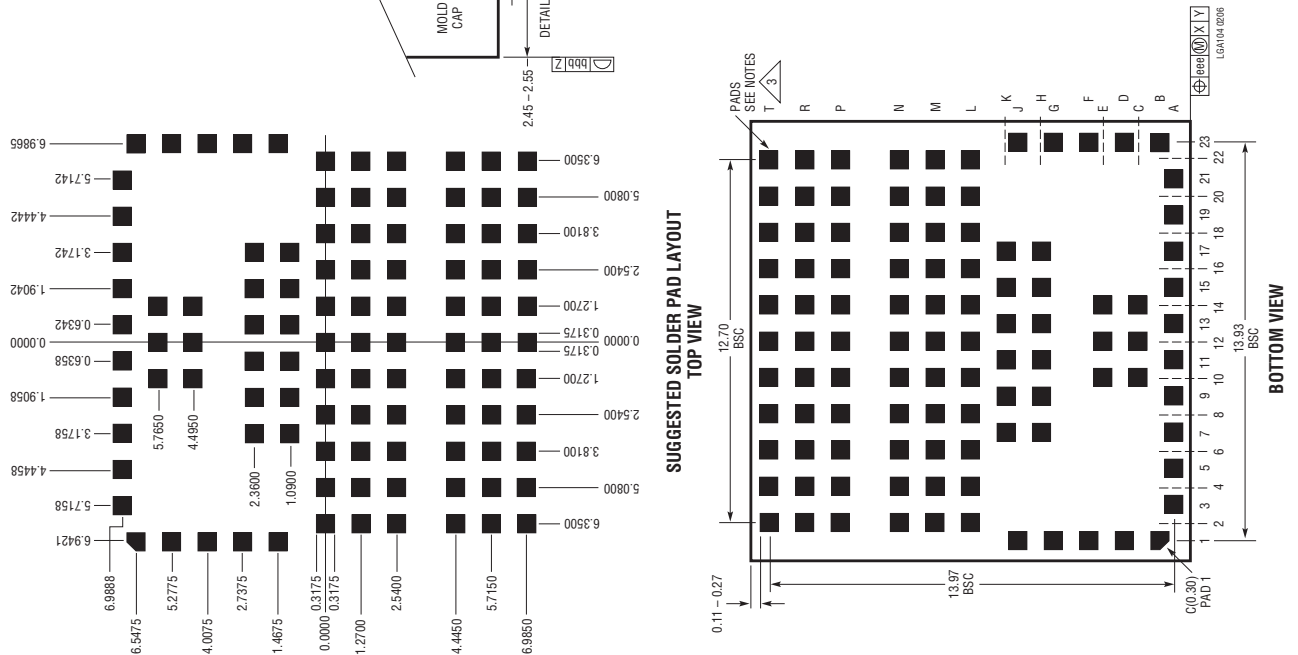 MOLD
CAP
DETAIL
2.45 – 2.55
bbb Z
6.9865
5.7142
4.4442
3.1742
1.9042
0.6342
0.0000
0.6358
1.9058
3.1758
4.4458
5.7158
6.9421
5.7650
4.4950
2.3600
1.0900
6.9888
6.5475
5.2775
4.0075
2.7375
1.4675
0.3175
0.0000
0.3175
1.2700
2.5400
4.4450
5.7150
6.9850
6.3500
5.0800
3.8100
2.5400
1.2700
0.3175
0.0000
0.3175
1.2700
2.5400
3.8100
5.0800
6.3500
SUGGESTED SOLDER PAD LAYOUT
TOP VIEW
PADS
SEE NOTES
3
T
R
P
N
M
L
K
J
H
G
F
E
D
C
B
A
12.70
BSC
13.97
BSC
0.11 – 0.27
C(0.30)
PAD 1
1
2
3
4
5
6
7
8
9
10
11
12
13
14
15
16
17
18
19
20
21
22
23
13.93
BSC
BOTTOM VIEW
eee M X Y
LGA104 0206